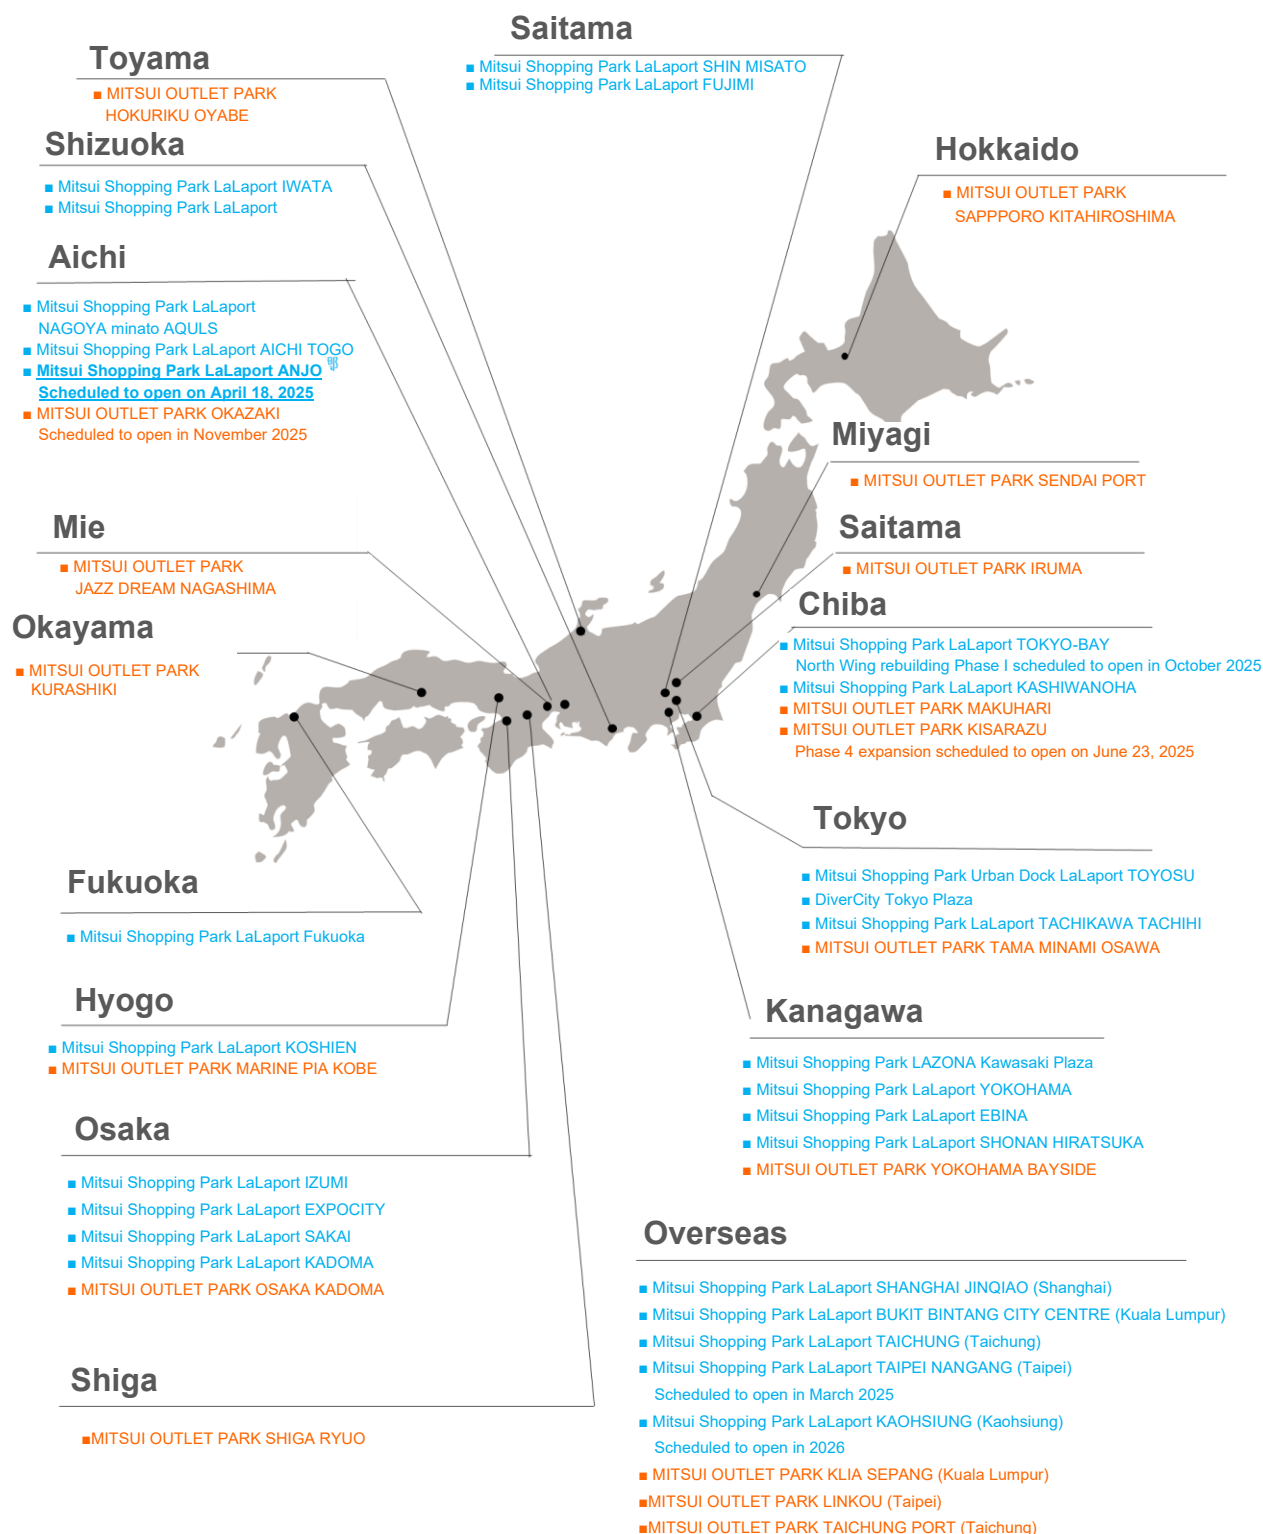 Saitama
■ Mitsui Shopping Park LaLaport SHIN MISATO
■ Mitsui Shopping Park LaLaport FUJIMI
Toyama
■ MITSUI OUTLET PARK
HOKURIKU OYABE
Shizuoka
■ Mitsui Shopping Park LaLaport IWATA
■ Mitsui Shopping Park LaLaport
Aichi
■ Mitsui Shopping Park LaLaport
NAGOYA minato AQULS
■ Mitsui Shopping Park LaLaport AICHI TOGO
■ Mitsui Shopping Park LaLaport ANJO
Scheduled to open on April 18, 2025
■ MITSUI OUTLET PARK OKAZAKI
Scheduled to open in November 2025
Mie
■ MITSUI OUTLET PARK
JAZZ DREAM NAGASHIMA
Okayama
■ MITSUI OUTLET PARK
KURASHIKI
Hokkaido
■ MITSUI OUTLET PARK
SAPPPORO KITAHIROSHIMA
Miyagi
■ MITSUI OUTLET PARK SENDAI PORT
Saitama
■ MITSUI OUTLET PARK IRUMA
Chiba
■ Mitsui Shopping Park LaLaport TOKYO-BAY
North Wing rebuilding Phase I scheduled to open in October 2025
■ Mitsui Shopping Park LaLaport KASHIWANOHA
■ MITSUI OUTLET PARK MAKUHARI
■ MITSUI OUTLET PARK KISARAZU
Phase 4 expansion scheduled to open on June 23, 2025
Tokyo
■ Mitsui Shopping Park Urban Dock LaLaport TOYOSU
■ DiverCity Tokyo Plaza
■ Mitsui Shopping Park LaLaport TACHIKAWA TACHIHI
■ MITSUI OUTLET PARK TAMA MINAMI OSAWA
Fukuoka
■ Mitsui Shopping Park LaLaport Fukuoka
Hyogo
■ Mitsui Shopping Park LaLaport KOSHIEN
■ MITSUI OUTLET PARK MARINE PIA KOBE
Kanagawa
■ Mitsui Shopping Park LAZONA Kawasaki Plaza
■ Mitsui Shopping Park LaLaport YOKOHAMA
■ Mitsui Shopping Park LaLaport EBINA
■ Mitsui Shopping Park LaLaport SHONAN HIRATSUKA
■ MITSUI OUTLET PARK YOKOHAMA BAYSIDE
Osaka
■ Mitsui Shopping Park LaLaport IZUMI
■ Mitsui Shopping Park LaLaport EXPOCITY
■ Mitsui Shopping Park LaLaport SAKAI
■ Mitsui Shopping Park LaLaport KADOMA
■ MITSUI OUTLET PARK OSAKA KADOMA
Shiga
■MITSUI OUTLET PARK SHIGA RYUO
Overseas
■ Mitsui Shopping Park LaLaport SHANGHAI JINQIAO (Shanghai)
■ Mitsui Shopping Park LaLaport BUKIT BINTANG CITY CENTRE (Kuala Lumpur)
■ Mitsui Shopping Park LaLaport TAICHUNG (Taichung)
■ Mitsui Shopping Park LaLaport TAIPEI NANGANG (Taipei)
Scheduled to open in March 2025
■ Mitsui Shopping Park LaLaport KAOHSIUNG (Kaohsiung)
Scheduled to open in 2026
■ MITSUI OUTLET PARK KLIA SEPANG (Kuala Lumpur)
■MITSUI OUTLET PARK LINKOU (Taipei)
■MITSUI OUTLET PARK TAICHUNG PORT (Taichung)